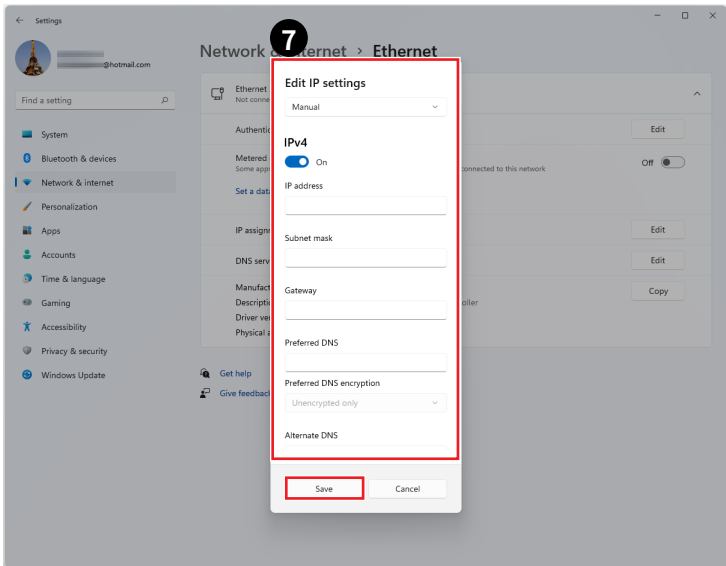 Settings
@hotmail.com
Find a setting
System
Bluetooth & devices
Network & internet
Personalization
Apps
Accounts
Time & language
Gaming
Accessibility
Privacy & security
Windows Update
7
Network & internet > Ethernet
Ethernet
Not conne
Authentic
Edit
Metered
Some app
connected to this network
Off
Set a data
IP assign
Edit
DNS serv
Edit
Manufact
Copy
Descripti
oller
Driver ver
Physical a
Get help
Give feedback
Edit IP settings
Manual
IPv4
On
IP address
Subnet mask
Gateway
Preferred DNS
Preferred DNS encryption
Unencrypted only
Alternate DNS
Save
Cancel